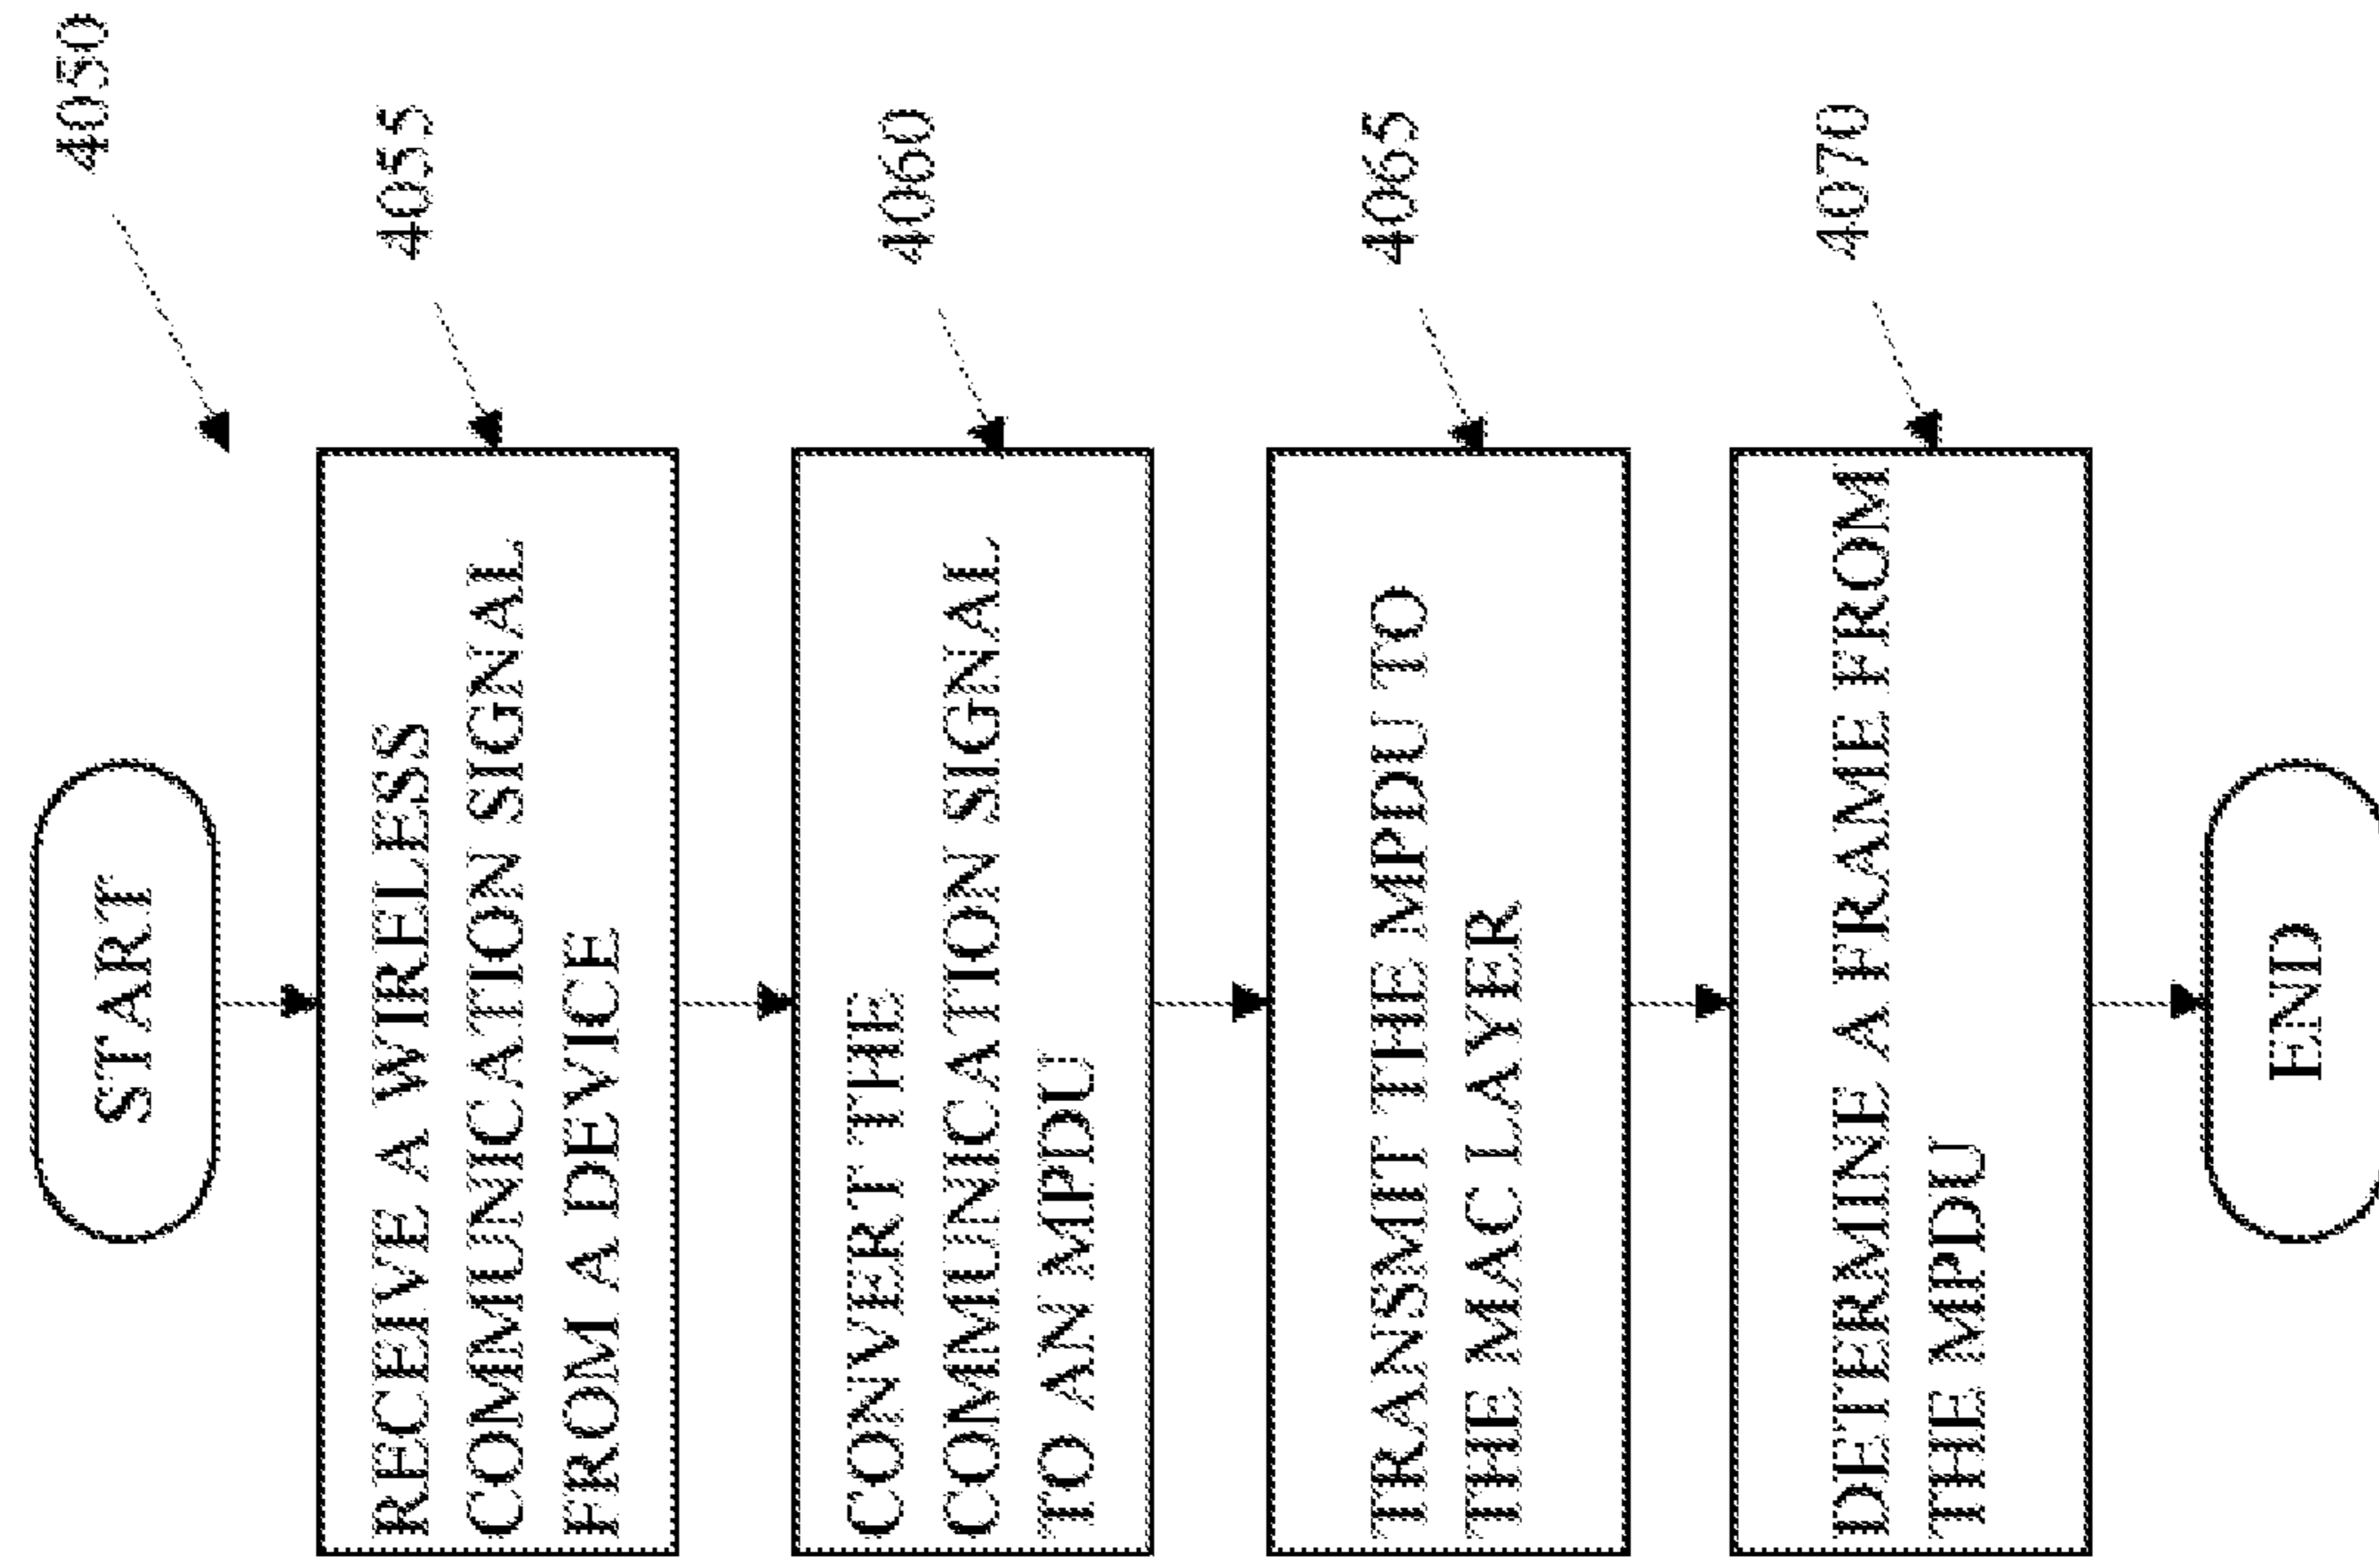 4050
START
4055
RECEIVE A WIRELESS
COMMUNICATION SIGNAL
FROM A DEVICE
4060
CONVERT THE
COMMUNICATION SIGNAL
TO AN MPDU
4065
TRANSMIT THE MPDU TO
THE MAC LAYER
4070
DETERMINE A FRAME FROM
THE MPDU
END